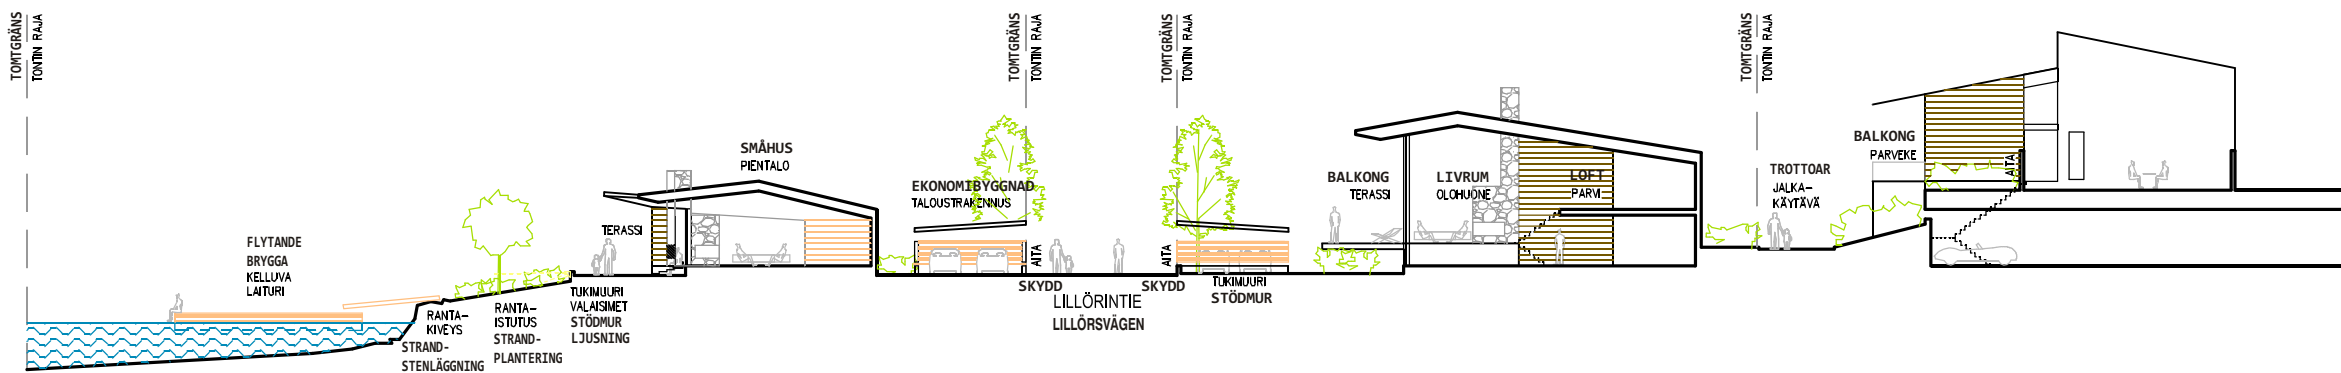 TOMTGRÄNS
TONTIN RAJA
TOMTGRÄNS
TONTIN RAJA
TOMTGRÄNS
TONTIN RAJA
TOMTGRÄNS
TONTIN RAJA
FLYTANDE
BRYGGA
KELLUVA
LAITURI
RANTA-
KIVEYS
STRAND-
STENLÄGGNING
RANTA-
ISTUTUS
STRAND-
PLANTERING
TUKIMUURI
VALAISIMET
STÖDMUR
LJUSNING
TERASSI
SMÅHUS
PIENTALO
EKONOMIBYGGNAD
TALOUSTRAKENNUS
AITA
SKYDD
LILLÖRINTIE
LILLÖRSVÄGEN
AITA
SKYDD
TUKIMUURI
STÖDMUR
BALKONG
TERASSI
LIVRUM
OLOHUONE
LOFT
PARVI
TROTTOAR
JALKA-
KÄYTÄVÄ
BALKONG
PARVEKE
AITA